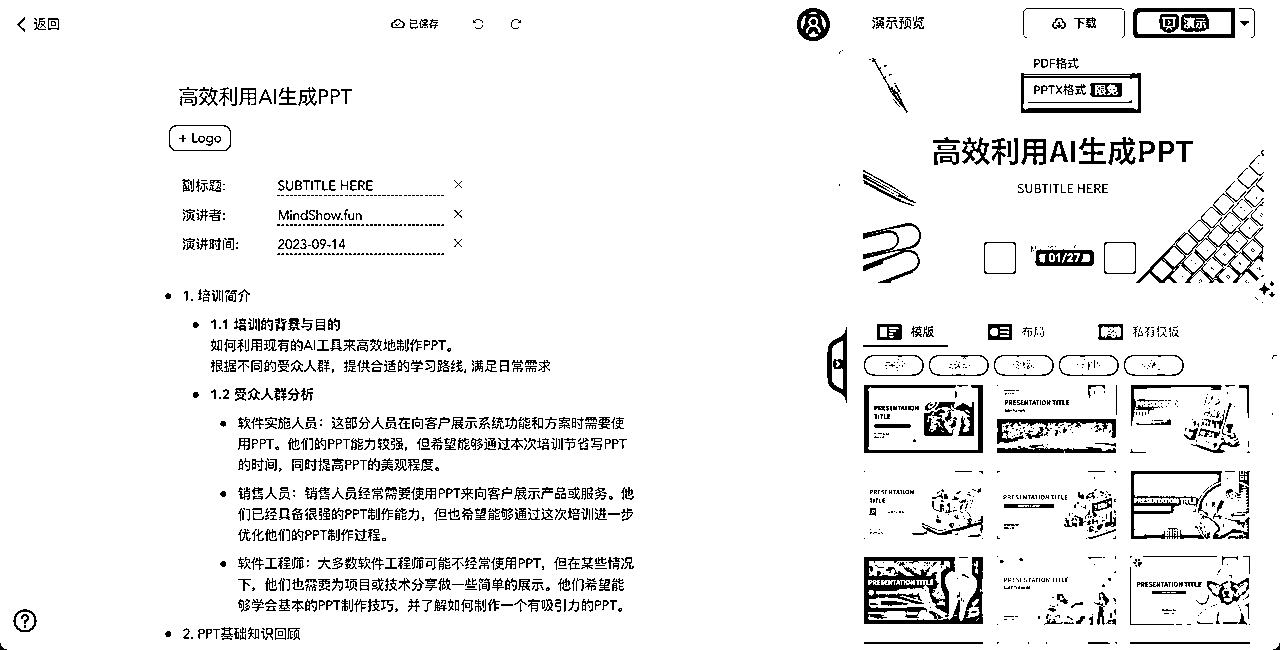 返回
已保存
演示预览
下载
演示
PDF格式
PPTX格式 限免
高效利用AI生成PPT
+ Logo
副标题: SUBTITLE HERE ×
演讲者: MindShow.fun ×
演讲时间: 2023-09-14 ×
1. 培训简介
1.1 培训的背景与目的
如何利用现有的AI工具来高效地制作PPT。
根据不同的受众人群，提供合适的学习路线, 满足日常需求
1.2 受众人群分析
软件实施人员：这部分人员在向客户展示系统功能和方案时需要使
用PPT。他们的PPT能力较强，但希望能够通过本次培训节省写PPT
的时间，同时提高PPT的美观程度。
销售人员：销售人员经常需要使用PPT来向客户展示产品或服务。他
们已经具备很强的PPT制作能力，但也希望能够通过这次培训进一步
优化他们的PPT制作过程。
软件工程师：大多数软件工程师可能不经常使用PPT，但在某些情况
下，他们也需要为项目或技术分享做一些简单的展示。他们希望能
够学会基本的PPT制作技巧，并了解如何制作一个有吸引力的PPT。
2. PPT基础知识回顾
高效利用AI生成PPT
SUBTITLE HERE
01/27
模版
布局
私有模板
PRESENTATION
TITLE
PRESENTATION TITLE
PRESENTATION
TITLE
PRESENTATION TITLE
PRESENTATION TITLE
PRESENTATION TITLE
PRESENTATION TITLE